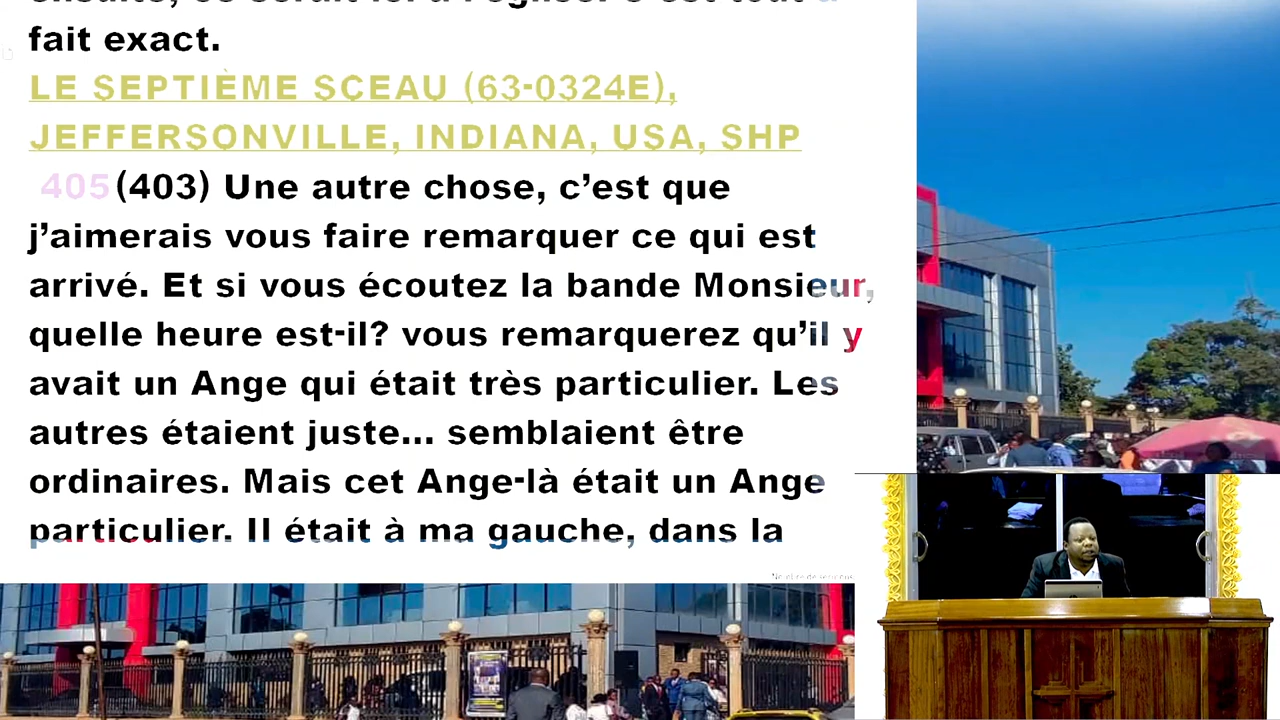 fait exact.
LE SEPTIÈME SCEAU (63-0324E),
JEFFERSONVILLE, INDIANA, USA, SHP
405 (403) Une autre chose, c’est que
j’aimerais vous faire remarquer ce qui est
arrivé. Et si vous écoutez la bande Monsieur,
quelle heure est-il? vous remarquerez qu’il y
avait un Ange qui était très particulier. Les
autres étaient juste... semblaient être
ordinaires. Mais cet Ange-là était un Ange
particulier. Il était à ma gauche, dans la